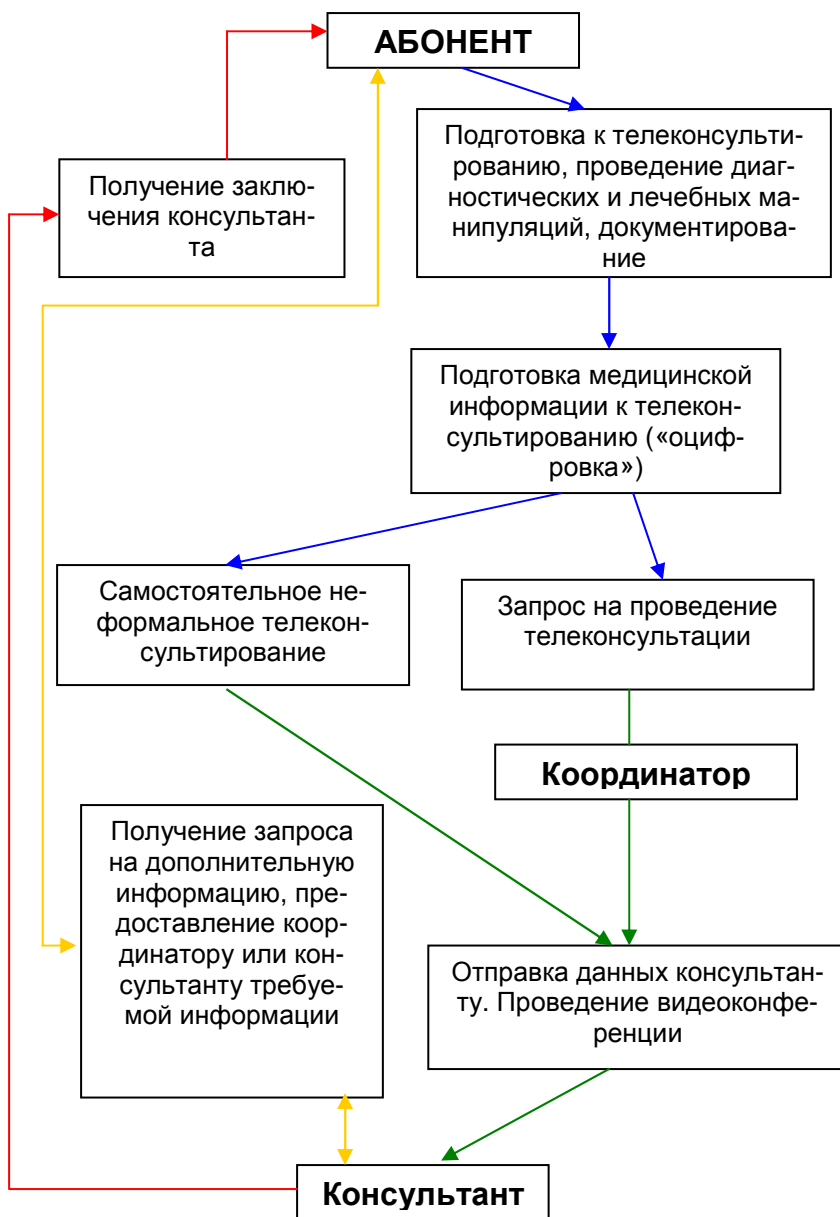 АБОНЕНТ
Подготовка к телеконсульти-
рованию, проведение диаг-
ностических и лечебных ма-
нипуляций, документирова-
ние
Получение заклю-
чения консультан-
та
Подготовка медицинской
информации к телекон-
сультированию («оциф-
ровка»)
Самостоятельное не-
формальное телекон-
сультирование
Запрос на проведение
телеконсультации
Координатор
Получение запроса
на дополнительную
информацию, пре-
доставление коор-
динатору или кон-
сультанту требуе-
мой информации
Отправка данных консультан-
ту. Проведение видеоконфе-
ренции
Консультант